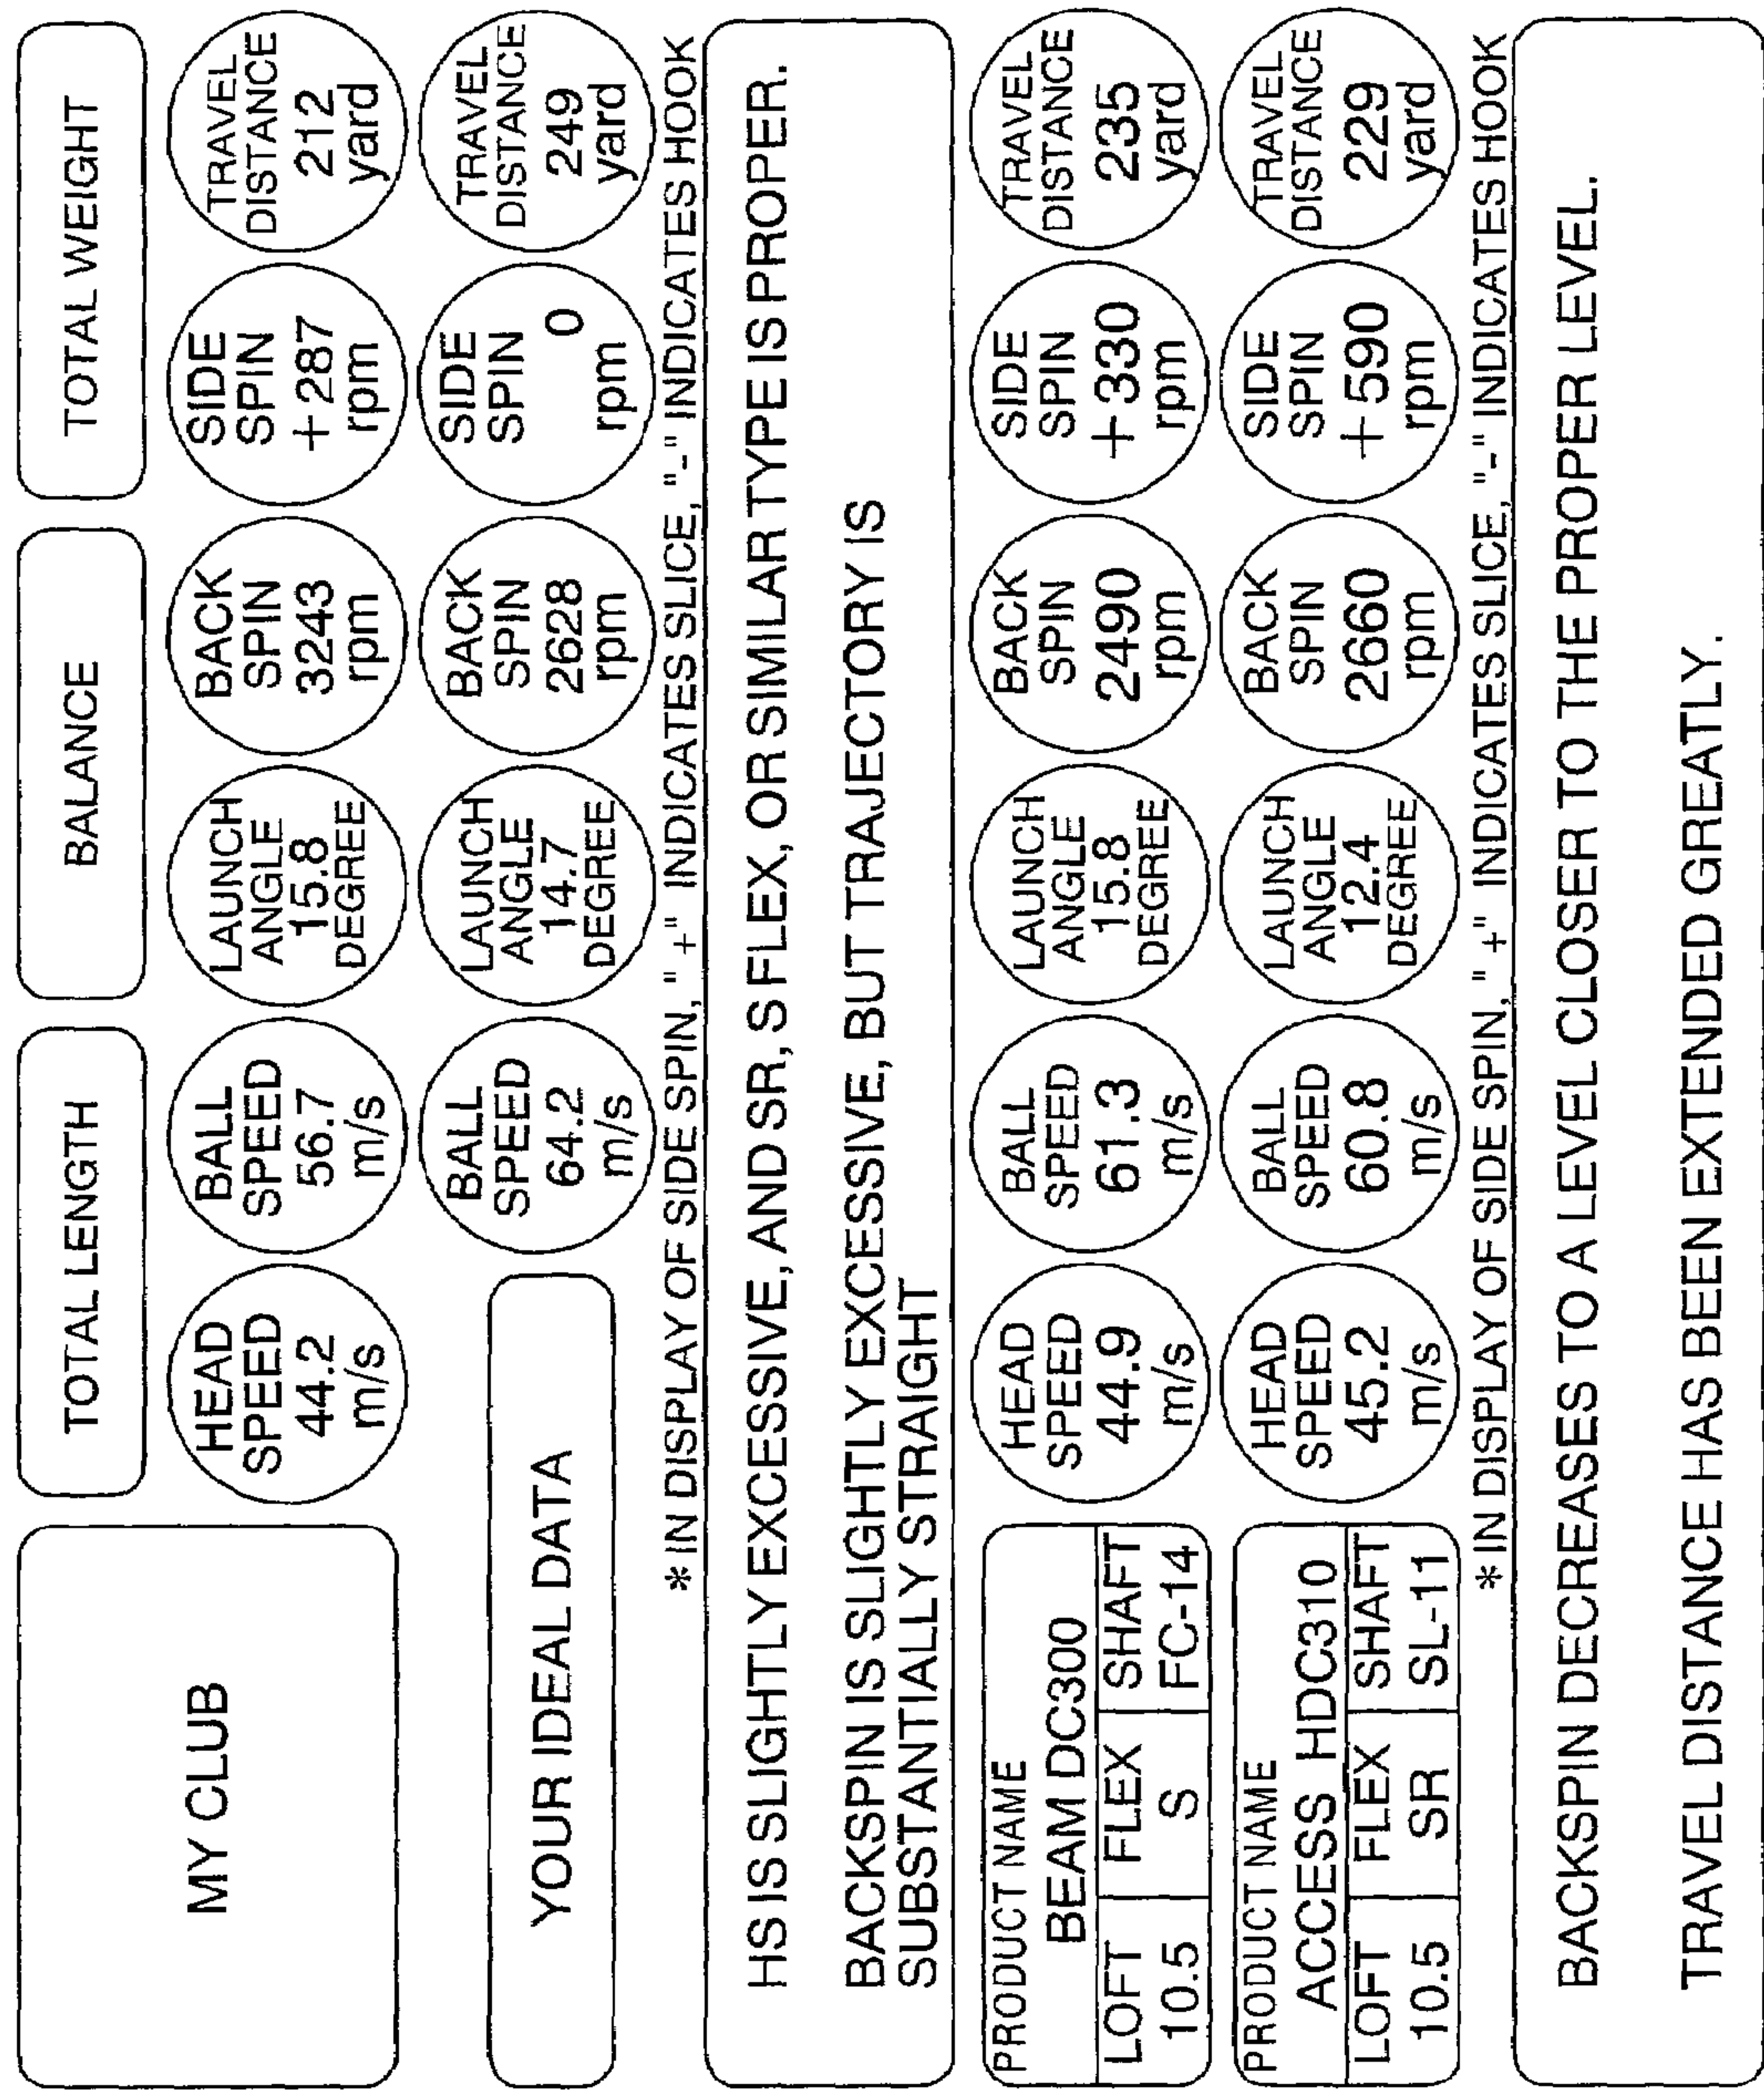 MY CLUB
TOTAL LENGTH
BALANCE
TOTAL WEIGHT
HEAD
SPEED
44.2
m/s
BALL
SPEED
56.7
m/s
LAUNCH
ANGLE
15.8
DEGREE
BACK
SPIN
3243
rpm
SIDE
SPIN
+287
rpm
TRAVEL
DISTANCE
212
yard
YOUR IDEAL DATA
BALL
SPEED
64.2
m/s
LAUNCH
ANGLE
14.7
DEGREE
BACK
SPIN
2628
rpm
SIDE
SPIN
0
rpm
TRAVEL
DISTANCE
249
yard
*IN DISPLAY OF SIDE SPIN, "+" INDICATES SLICE, "-" INDICATES HOOK
HS IS SLIGHTLY EXCESSIVE, AND SR, S FLEX, OR SIMILAR TYPE IS PROPER.
BACKSPIN IS SLIGHTLY EXCESSIVE, BUT TRAJECTORY IS
SUBSTANTIALLY STRAIGHT
PRODUCT NAME
BEAM DC300
LOFT FLEX SHAFT
10.5 S FC-14
HEAD
SPEED
44.9
m/s
BALL
SPEED
61.3
m/s
LAUNCH
ANGLE
15.8
DEGREE
BACK
SPIN
2490
rpm
SIDE
SPIN
+330
rpm
TRAVEL
DISTANCE
235
yard
PRODUCT NAME
ACCESS HDC310
LOFT FLEX SHAFT
10.5 SR SL-11
HEAD
SPEED
45.2
m/s
BALL
SPEED
60.8
m/s
LAUNCH
ANGLE
12.4
DEGREE
BACK
SPIN
2660
rpm
SIDE
SPIN
+590
rpm
TRAVEL
DISTANCE
229
yard
*IN DISPLAY OF SIDE SPIN, "+" INDICATES SLICE, "-" INDICATES HOOK
BACKSPIN DECREASES TO A LEVEL CLOSER TO THE PROPER LEVEL.
TRAVEL DISTANCE HAS BEEN EXTENDED GREATLY.